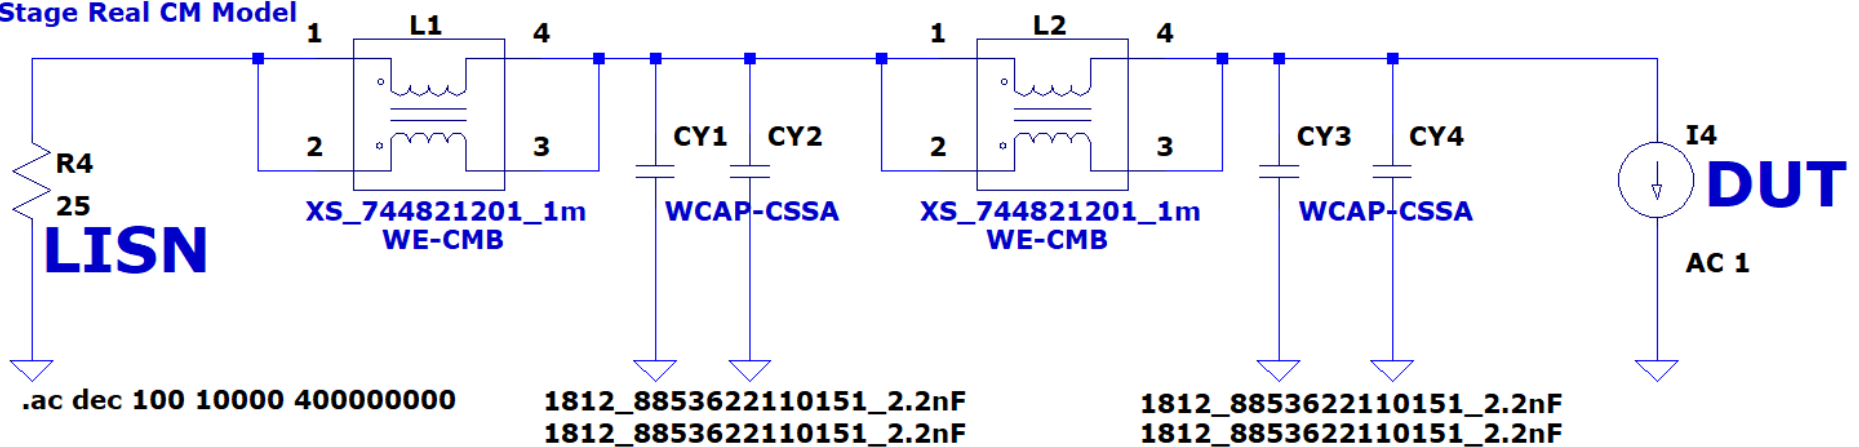 Stage Real CM Model
L1
L2
1
4
1
4
2
3
2
3
CY1
CY2
CY3
CY4
I4
DUT
R4
25
LISN
XS_744821201_1m
WE-CMB
WCAP-CSSA
XS_744821201_1m
WE-CMB
WCAP-CSSA
AC 1
.ac dec 100 10000 400000000
1812_8853622110151_2.2nF
1812_8853622110151_2.2nF
1812_8853622110151_2.2nF
1812_8853622110151_2.2nF